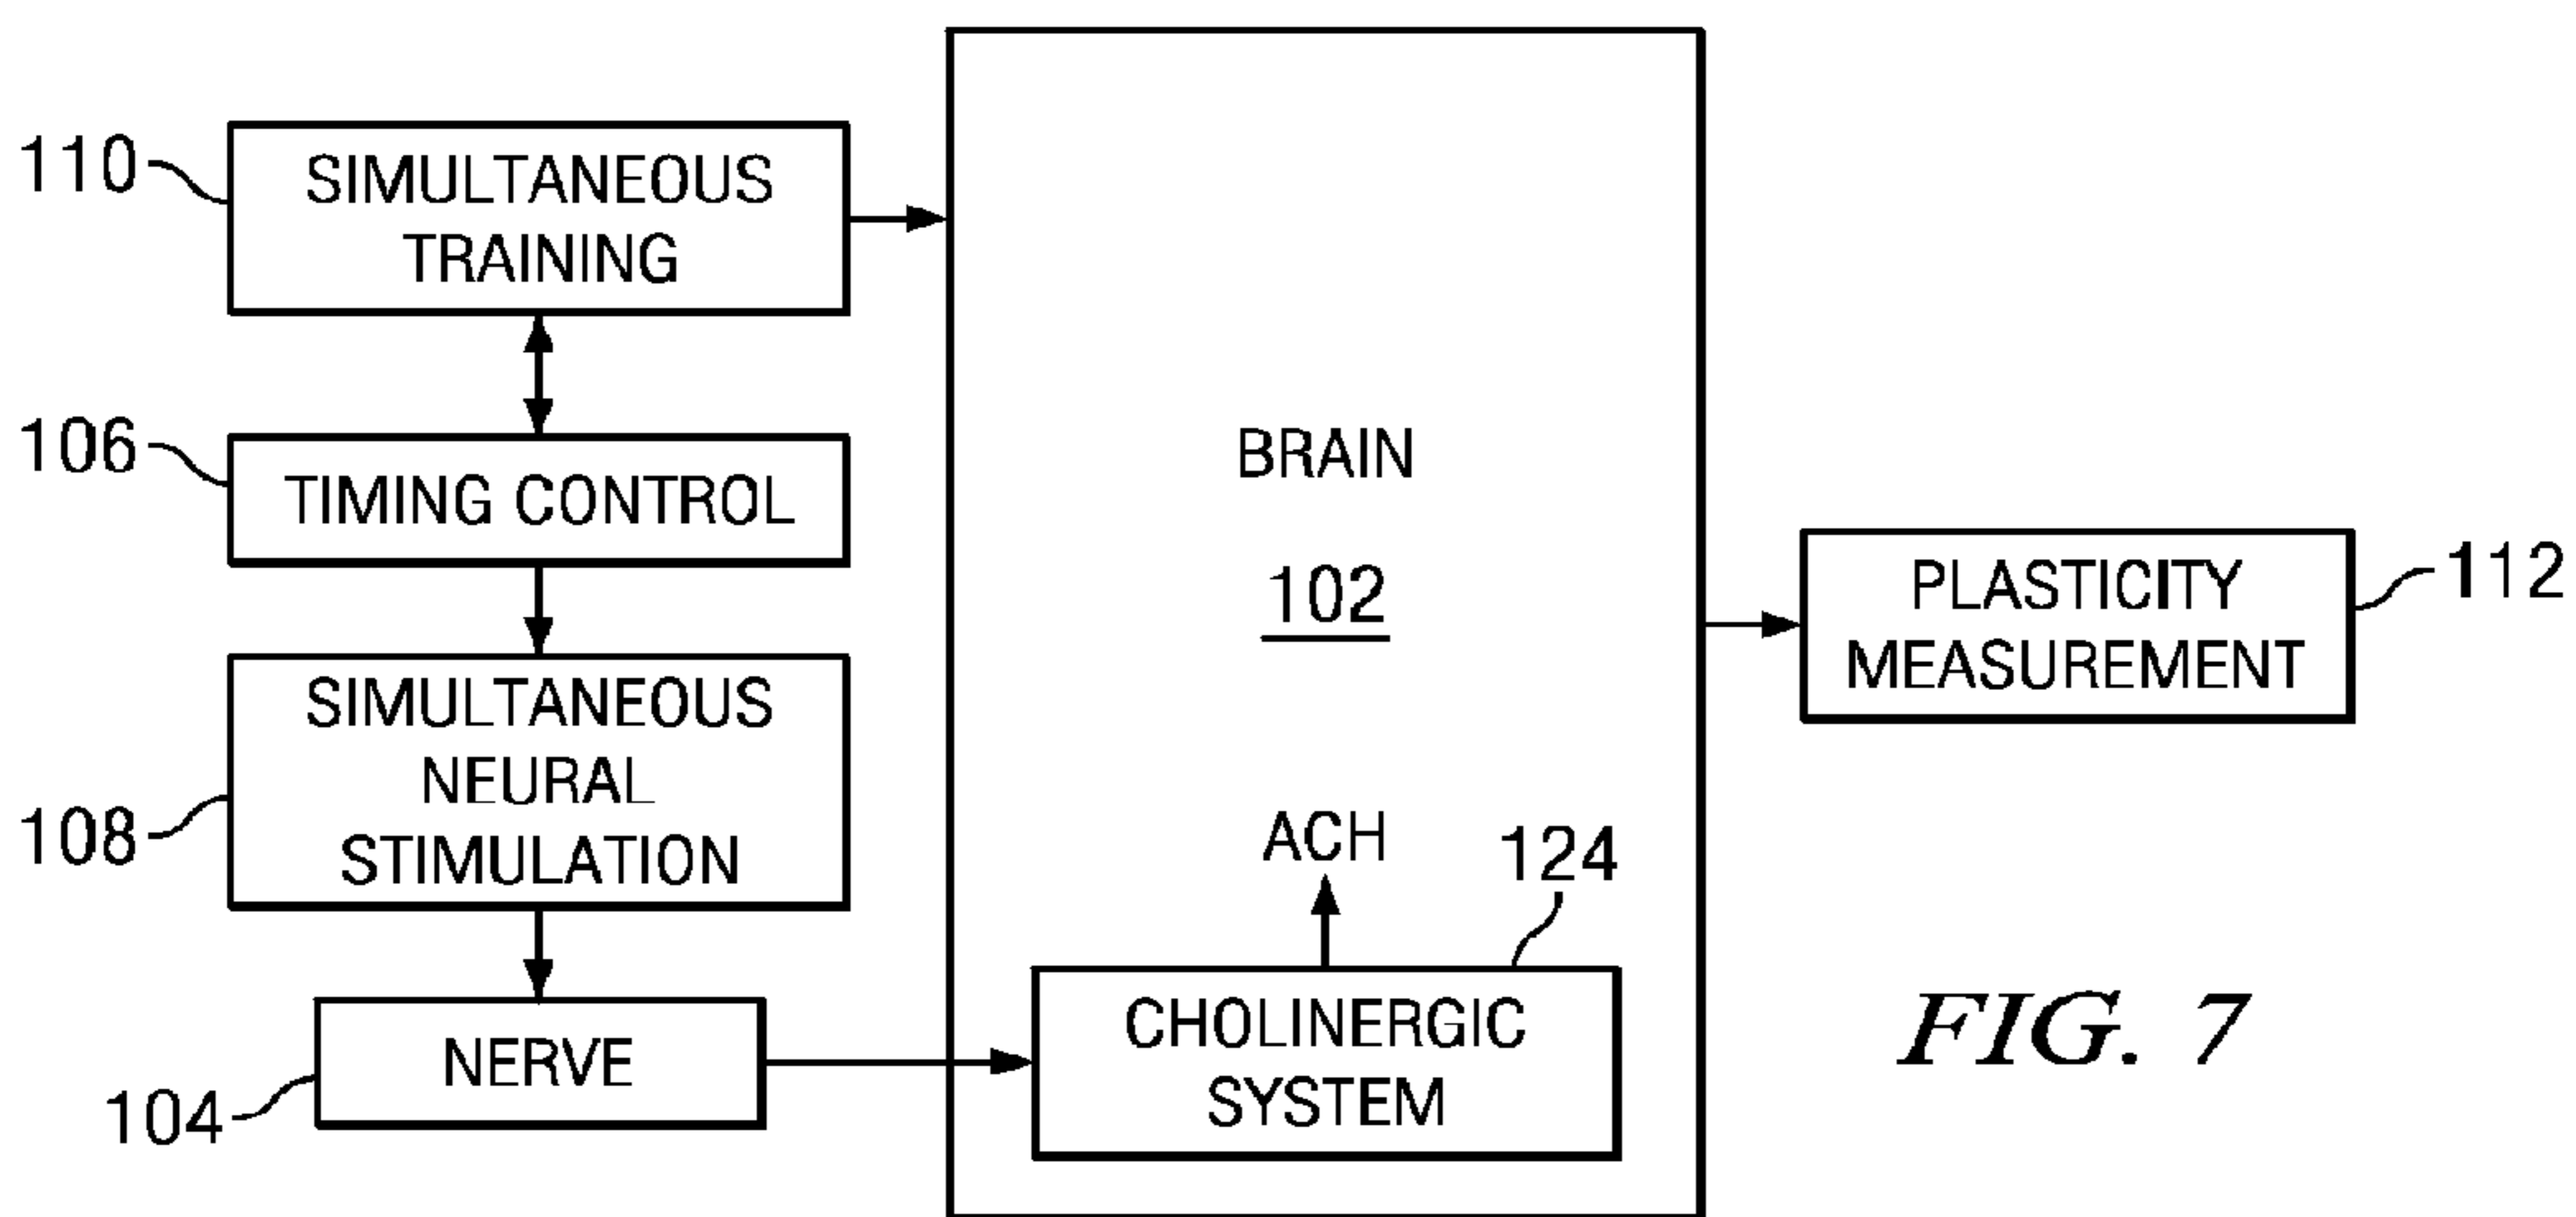 110
SIMULTANEOUS
TRAINING
106
TIMING CONTROL
108
SIMULTANEOUS
NEURAL
STIMULATION
104
NERVE
BRAIN
102
ACH
124
CHOLINERGIC
SYSTEM
PLASTICITY
MEASUREMENT
112
FIG. 7